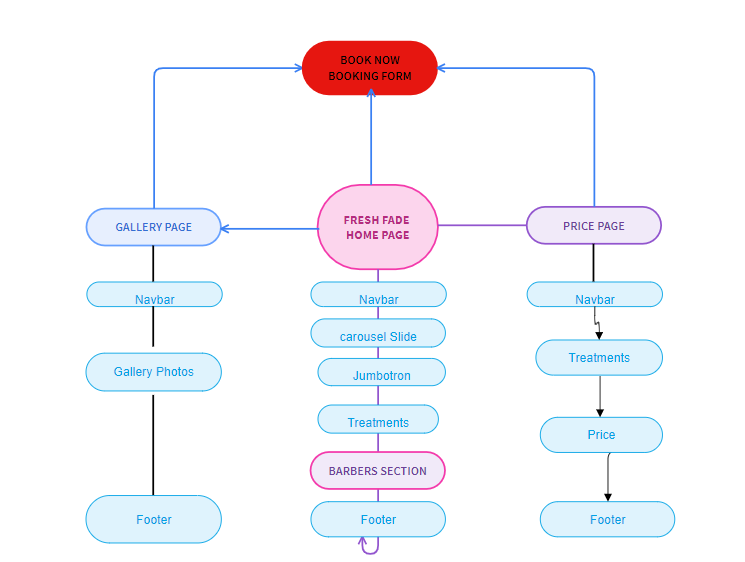 BOOK NOW
BOOKING FORM
GALLERY PAGE
FRESH FADE
HOME PAGE
PRICE PAGE
Navbar
Navbar
Navbar
carousel Slide
Treatments
Gallery Photos
Jumbotron
Treatments
Price
BARBERS SECTION
Footer
Footer
Footer